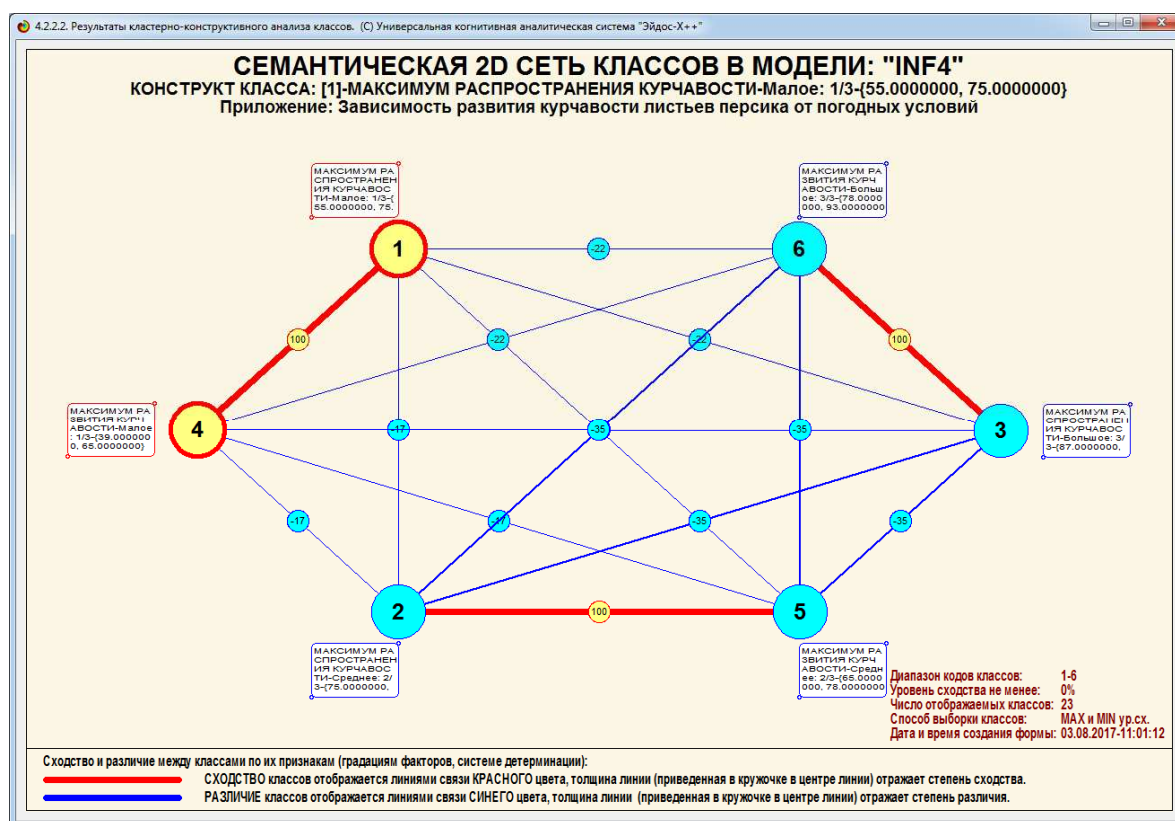 4.2.2.2. Результаты кластерно-конструктивного анализа классов. (C) Универсальная когнитивная аналитическая система "Эйдос-X++"
СЕМАНТИЧЕСКАЯ 2D СЕТЬ КЛАССОВ В МОДЕЛИ: "INF4"
КОНСТРУКТ КЛАССА: [1]-МАКСИМУМ РАСПРОСТРАНЕНИЯ КУРЧАВОСТИ-Малое: 1/3-{55.0000000, 75.0000000}
Приложение: Зависимость развития курчавости листьев персика от погодных условий
МАКСИМУМ РА
СПРОСТРАНЕН
ИЯ КУРЧАВОС
ТИ-Малое: 1/3-{
55.0000000, 75.
МАКСИМУМ РА
ЗВИТИЯ КУРЧ
АВОСТИ-Больш
ое: 3/3-{78.0000
000, 93.0000000
1
6
-22
100
-22
-22
100
МАКСИМУМ РА
ЗВИТИЯ КУРЧ
АВОСТИ-Малое
: 1/3-{39.000000
0, 65.0000000}
4
-17
-35
-35
3
МАКСИМУМ РА
СПРОСТРАНЕН
ИЯ КУРЧАВОС
ТИ-Большое: 3/
3-{87.0000000,
-17
-17
-35
-35
2
100
5
МАКСИМУМ РА
СПРОСТРАНЕН
ИЯ КУРЧАВОС
ТИ-Среднее: 2/
3-{75.0000000,
МАКСИМУМ РА
ЗВИТИЯ КУРЧ
АВОСТИ-Средн
ее: 2/3-{65.0000
000, 78.0000000
Диапазон кодов классов: 1-6
Уровень сходства не менее: 0%
Число отображаемых классов: 23
Способ выборки классов: MAX и MIN ур.сх.
Дата и время создания формы: 03.08.2017-11:01:12
Сходство и различие между классами по их признакам (градациям факторов, системе детерминации):
СХОДСТВО классов отображается линиями связи КРАСНОГО цвета, толщина линии (приведенная в кружочке в центре линии) отражает степень сходства.
РАЗЛИЧИЕ классов отображается линиями связи СИНЕГО цвета, толщина линии (приведенная в кружочке в центре линии) отражает степень различия.